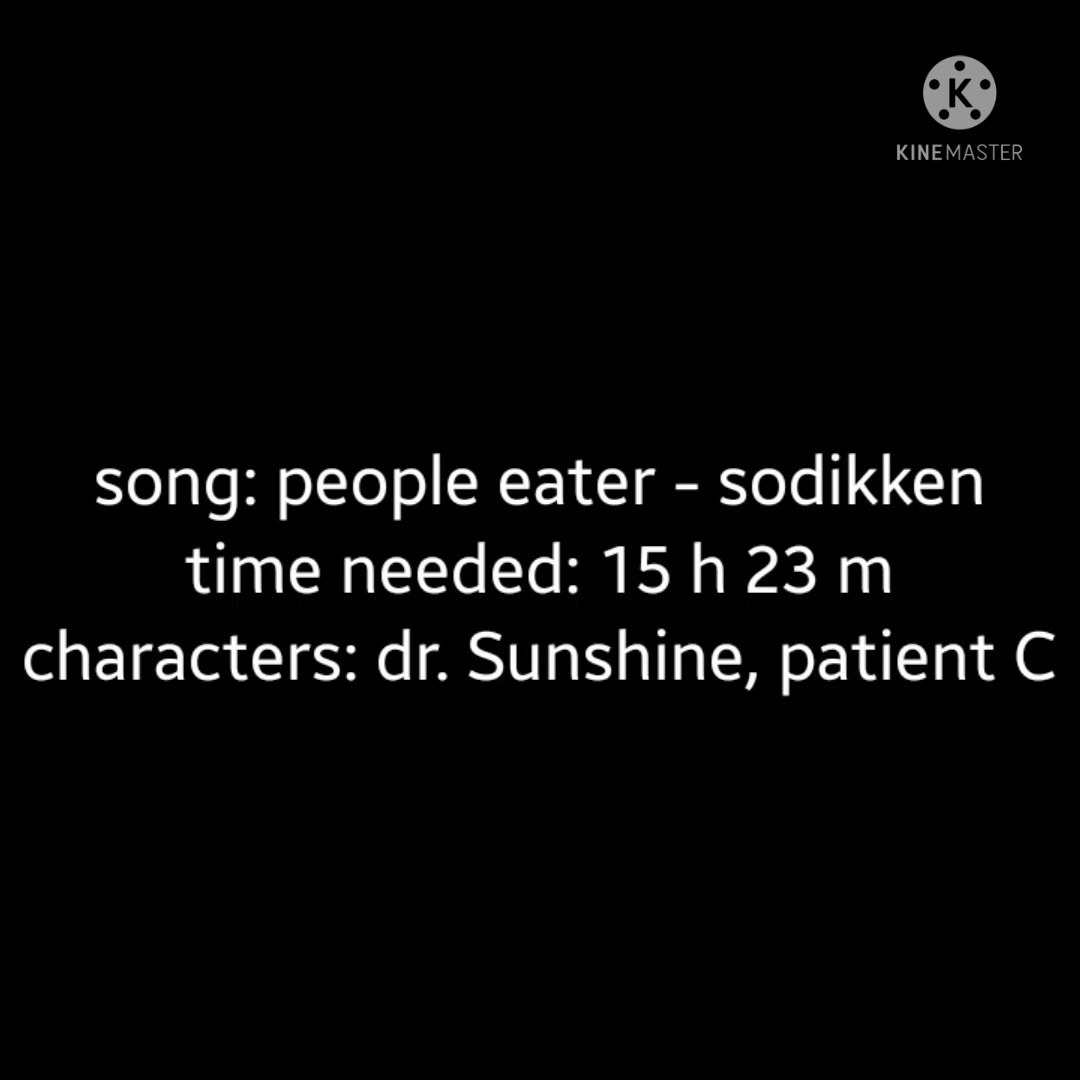 K
KINEMASTER
song: people eater - sodikken
time needed: 15 h 23 m
characters: dr. Sunshine, patient C